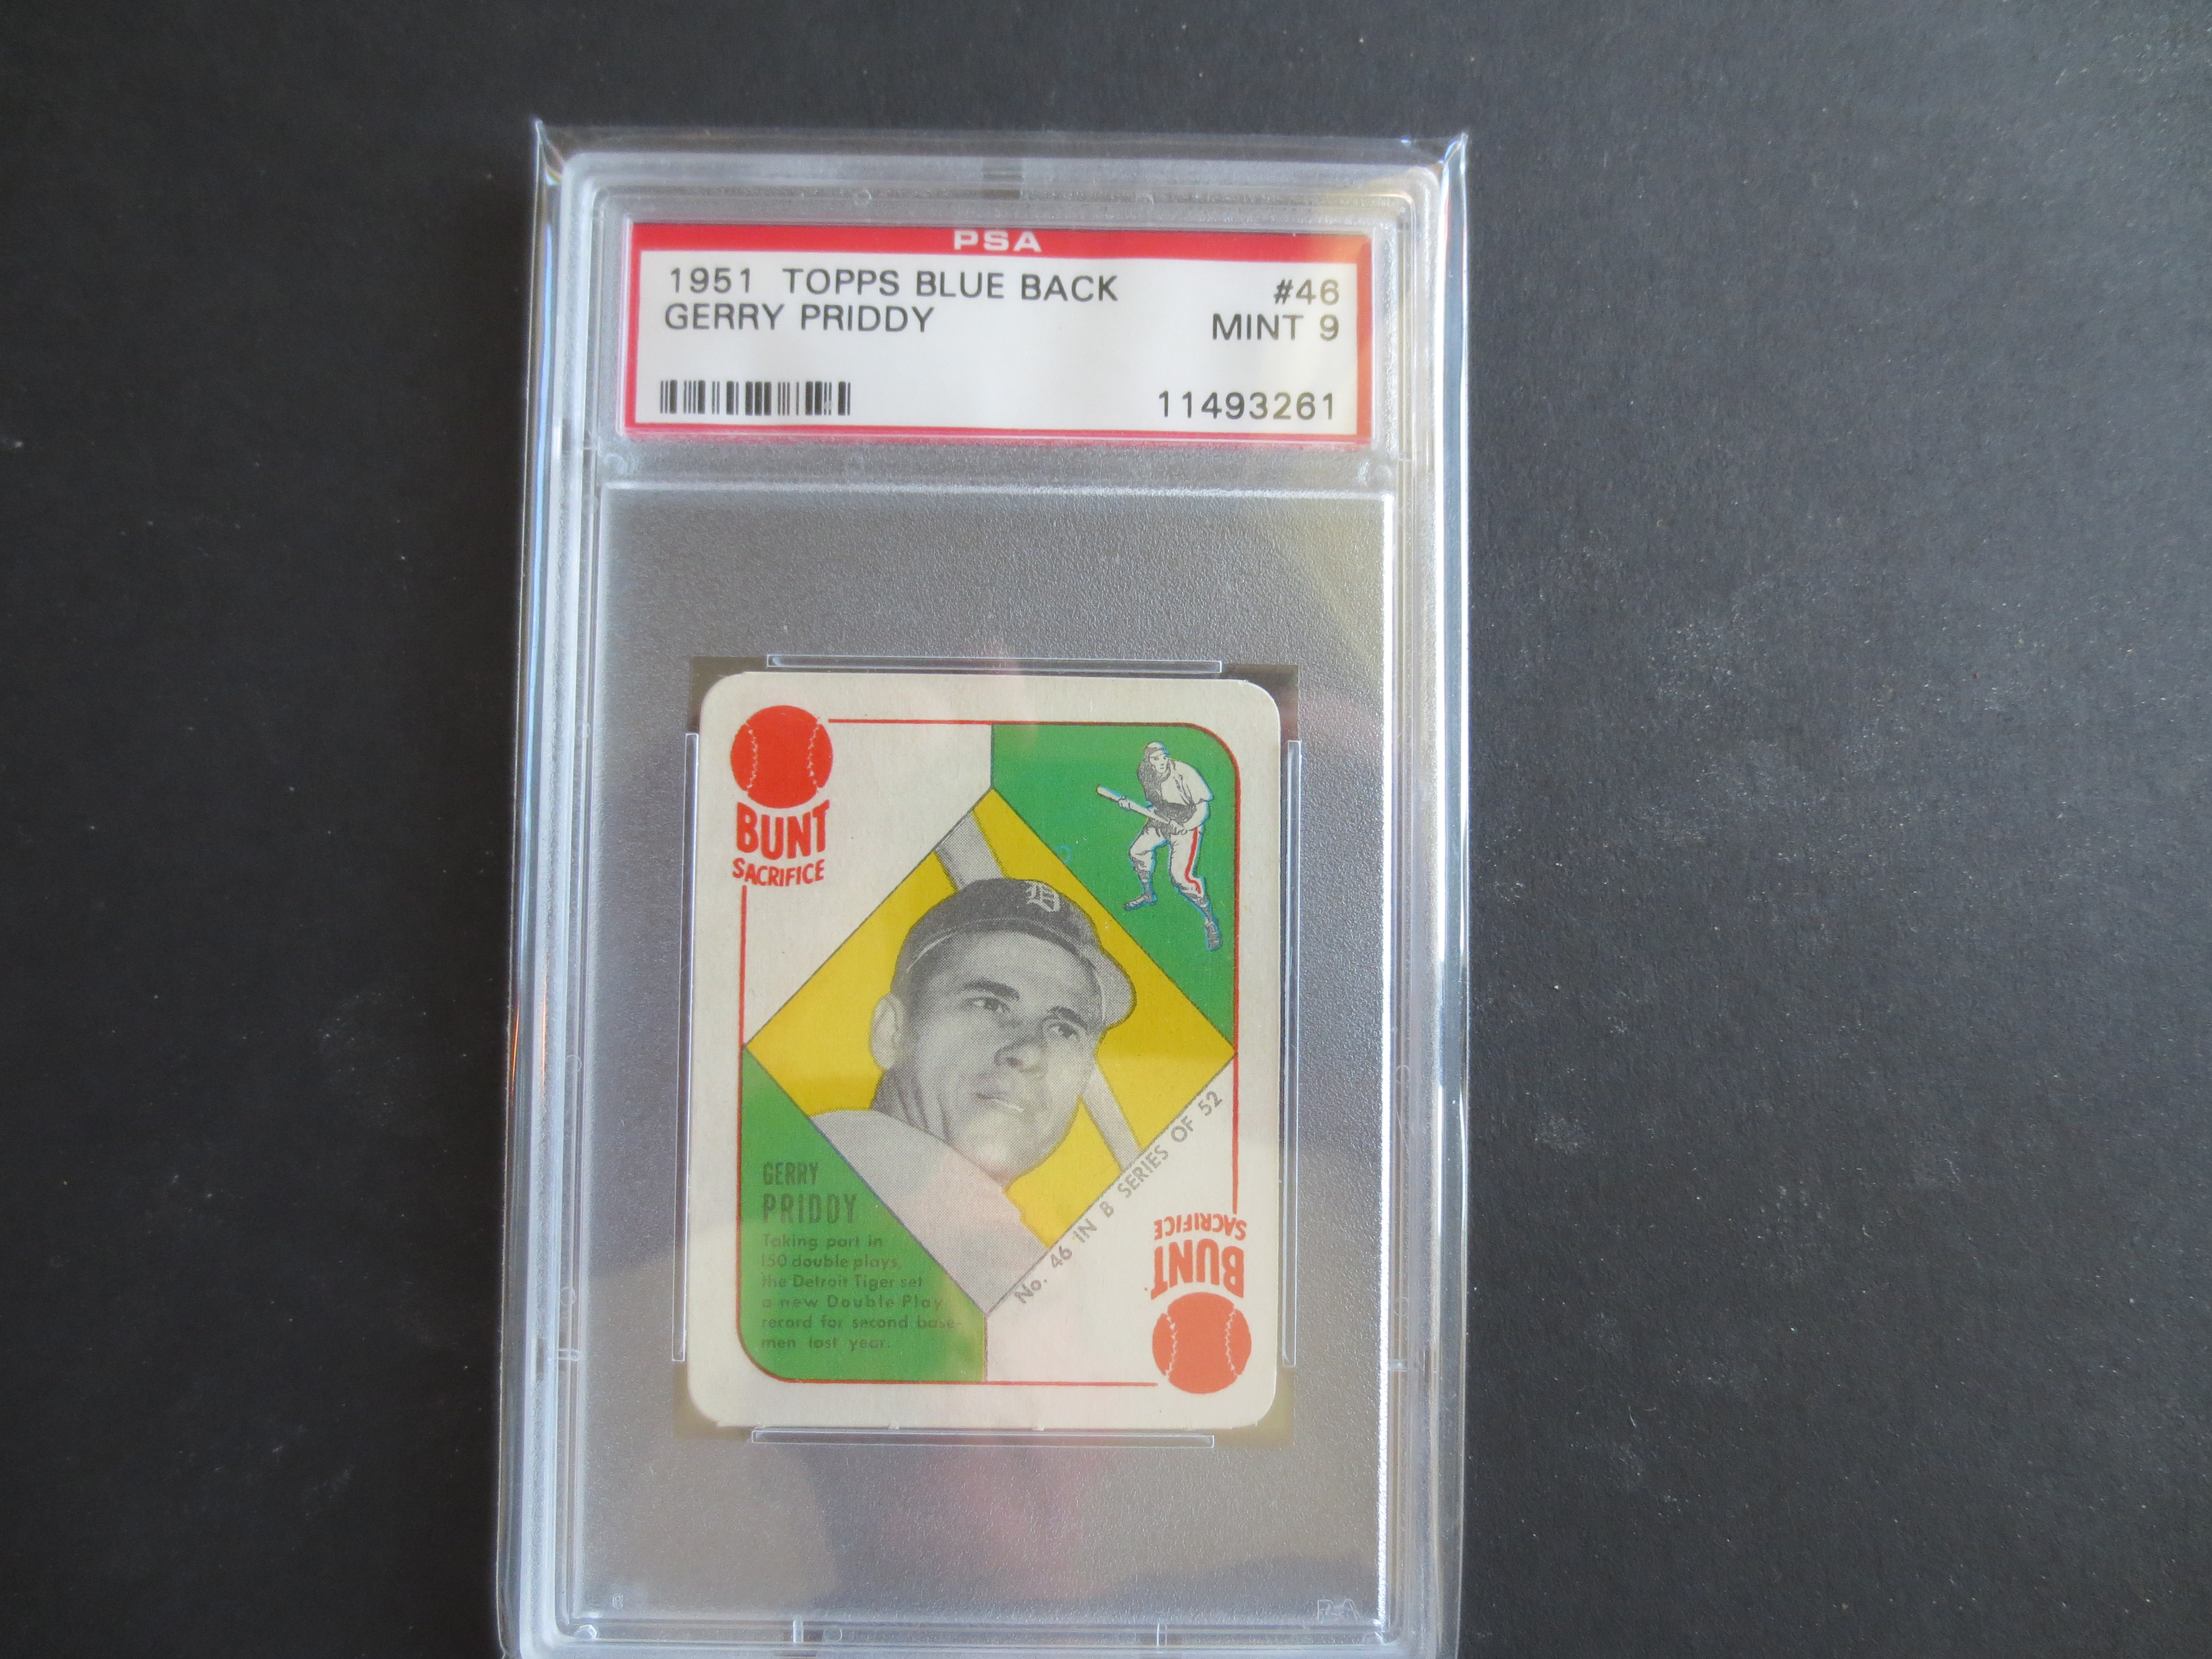 PSA
1951 TOPPS BLUE BACK #46
GERRY PRIDDY MINT 9
11493261
BUNT
SACRIFICE
D
GERRY
PRIDDY
Taking part in
150 double plays,
the Detroit Tiger set
a new Double Play
record for second base-
men last year.
No. 46 IN B SERIES OF 52
BUNT
SACRIFICE
PSA